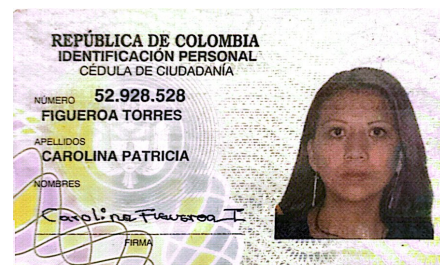 REPÚBLICA DE COLOMBIA
IDENTIFICACIÓN PERSONAL
CÉDULA DE CIUDADANÍA
NÚMERO 52.928.528
FIGUEROA TORRES
APELLIDOS
CAROLINA PATRICIA
NOMBRES
Carolina Figueroa T
FIRMA